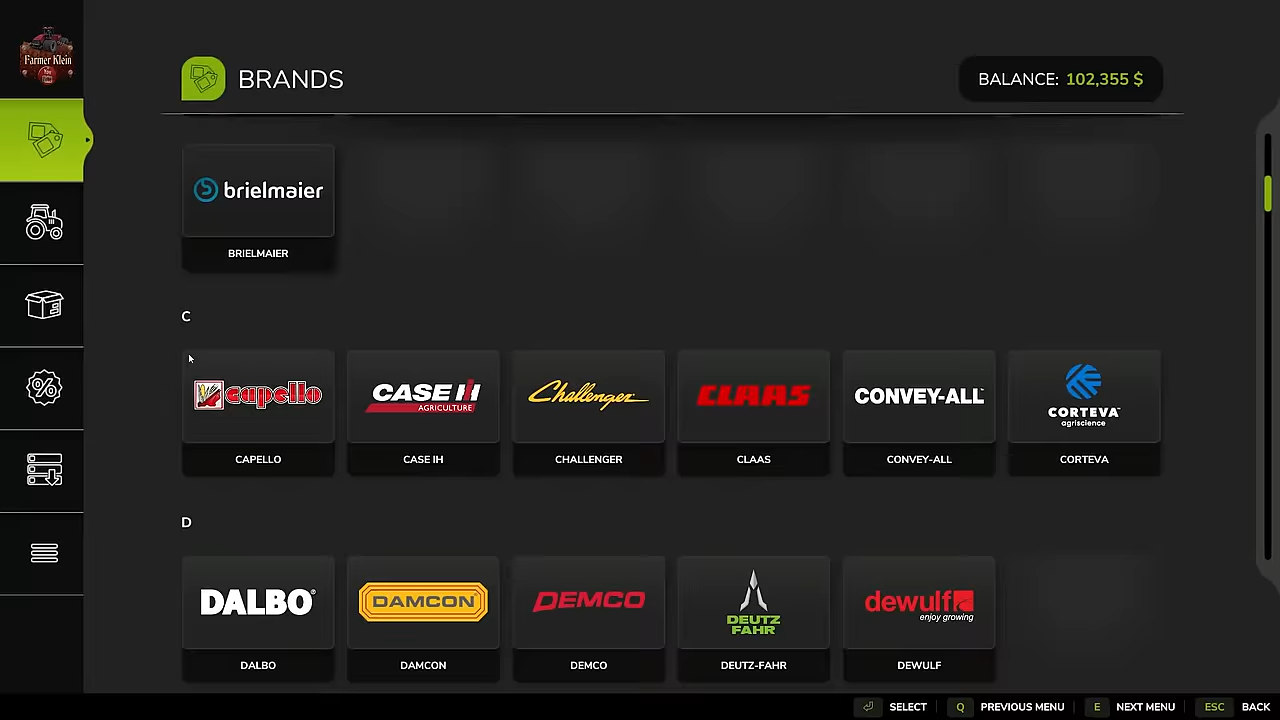 Farmer Klein
You Tube
BRANDS
BALANCE: 102,355 $
brielmaier
BRIELMAIER
C
capello
CASE IH
AGRICULTURE
Challenger
CLAAS
CONVEY-ALL
CORTEVA
agriscience
CAPELLO
CASE IH
CHALLENGER
CLAAS
CONVEY-ALL
CORTEVA
D
DALBO®
DAMCON
DEMCO
DEUTZ
FAHR
dewulf
enjoy growing
DALBO
DAMCON
DEMCO
DEUTZ-FAHR
DEWULF
SELECT
Q PREVIOUS MENU
E NEXT MENU
ESC BACK